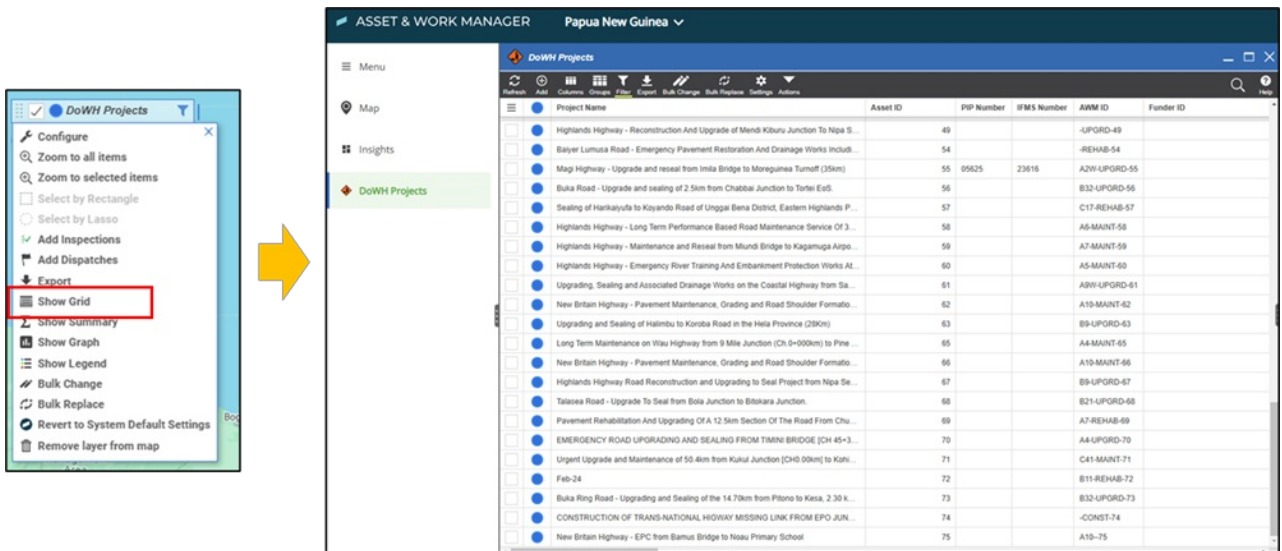 DoWH Projects
Configure
Zoom to all items
Zoom to selected items
Select by Rectangle
Select by Lasso
Add Inspections
Add Dispatches
Export
Show Grid
Show Summary
Show Graph
Show Legend
Bulk Change
Bulk Replace
Revert to System Default Settings
Remove layer from map
ASSET & WORK MANAGER Papua New Guinea
Menu
Map
Insights
DoWH Projects
DoWH Projects
Refresh Add Columns Groups Filter Export Bulk Change Bulk Replace Settings Actions Help
Project Name Asset ID PIP Number IFMS Number AWM ID Funder ID
Highlands Highway - Reconstruction And Upgrade of Mendi Kiburu Junction To Nipa S... 49 -UPGRD-49
Baiyer Lumusa Road - Emergency Pavement Restoration And Drainage Works Includi... 54 -REHAB-54
Magi Highway - Upgrade and reseal from Imila Bridge to Moreguinea Turnoff (35km) 55 05625 23616 A2W-UPGRD-55
Buka Road - Upgrade and sealing of 2.5km from Chabbai Junction to Tortei EoS. 56 B32-UPGRD-56
Sealing of Harikaiyufa to Koyando Road of Unggai Bena District, Eastern Highlands P... 57 C17-REHAB-57
Highlands Highway - Long Term Performance Based Road Maintenance Service Of 3... 58 A6-MAINT-58
Highlands Highway - Maintenance and Reseal from Miundi Bridge to Kagamuga Airpo... 59 A7-MAINT-59
Highlands Highway - Emergency River Training And Embankment Protection Works At... 60 A5-MAINT-60
Upgrading, Sealing and Associated Drainage Works on the Coastal Highway from Sa... 61 A9W-UPGRD-61
New Britain Highway - Pavement Maintenance, Grading and Road Shoulder Formatio... 62 A10-MAINT-62
Upgrading and Sealing of Halimbu to Koroba Road in the Hela Province (28Km) 63 B9-UPGRD-63
Long Term Maintenance on Wau Highway from 9 Mile Junction (Ch.0+000km) to Pine ... 65 A4-MAINT-65
New Britain Highway - Pavement Maintenance, Grading and Road Shoulder Formatio... 66 A10-MAINT-66
Highlands Highway Road Reconstruction and Upgrading to Seal Project from Nipa Se... 67 B9-UPGRD-67
Talasea Road - Upgrade To Seal from Bola Junction to Bitokara Junction. 68 B21-UPGRD-68
Pavement Rehabilitation And Upgrading Of A 12.5km Section Of The Road From Chu... 69 A7-REHAB-69
EMERGENCY ROAD UPGRADING AND SEALING FROM TIMINI BRIDGE [CH 45+3... 70 A4-UPGRD-70
Urgent Upgrade and Maintenance of 50.4km from Kukul Junction [CH0.00km] to Kohi... 71 C41-MAINT-71
Feb-24 72 B11-REHAB-72
Buka Ring Road - Upgrading and Sealing of the 14.70km from Pitono to Kesa, 2.30 k... 73 B32-UPGRD-73
CONSTRUCTION OF TRANS-NATIONAL HIGWAY MISSING LINK FROM EPO JUN... 74 -CONST-74
New Britain Highway - EPC from Bamus Bridge to Noau Primary School 75 A10--75